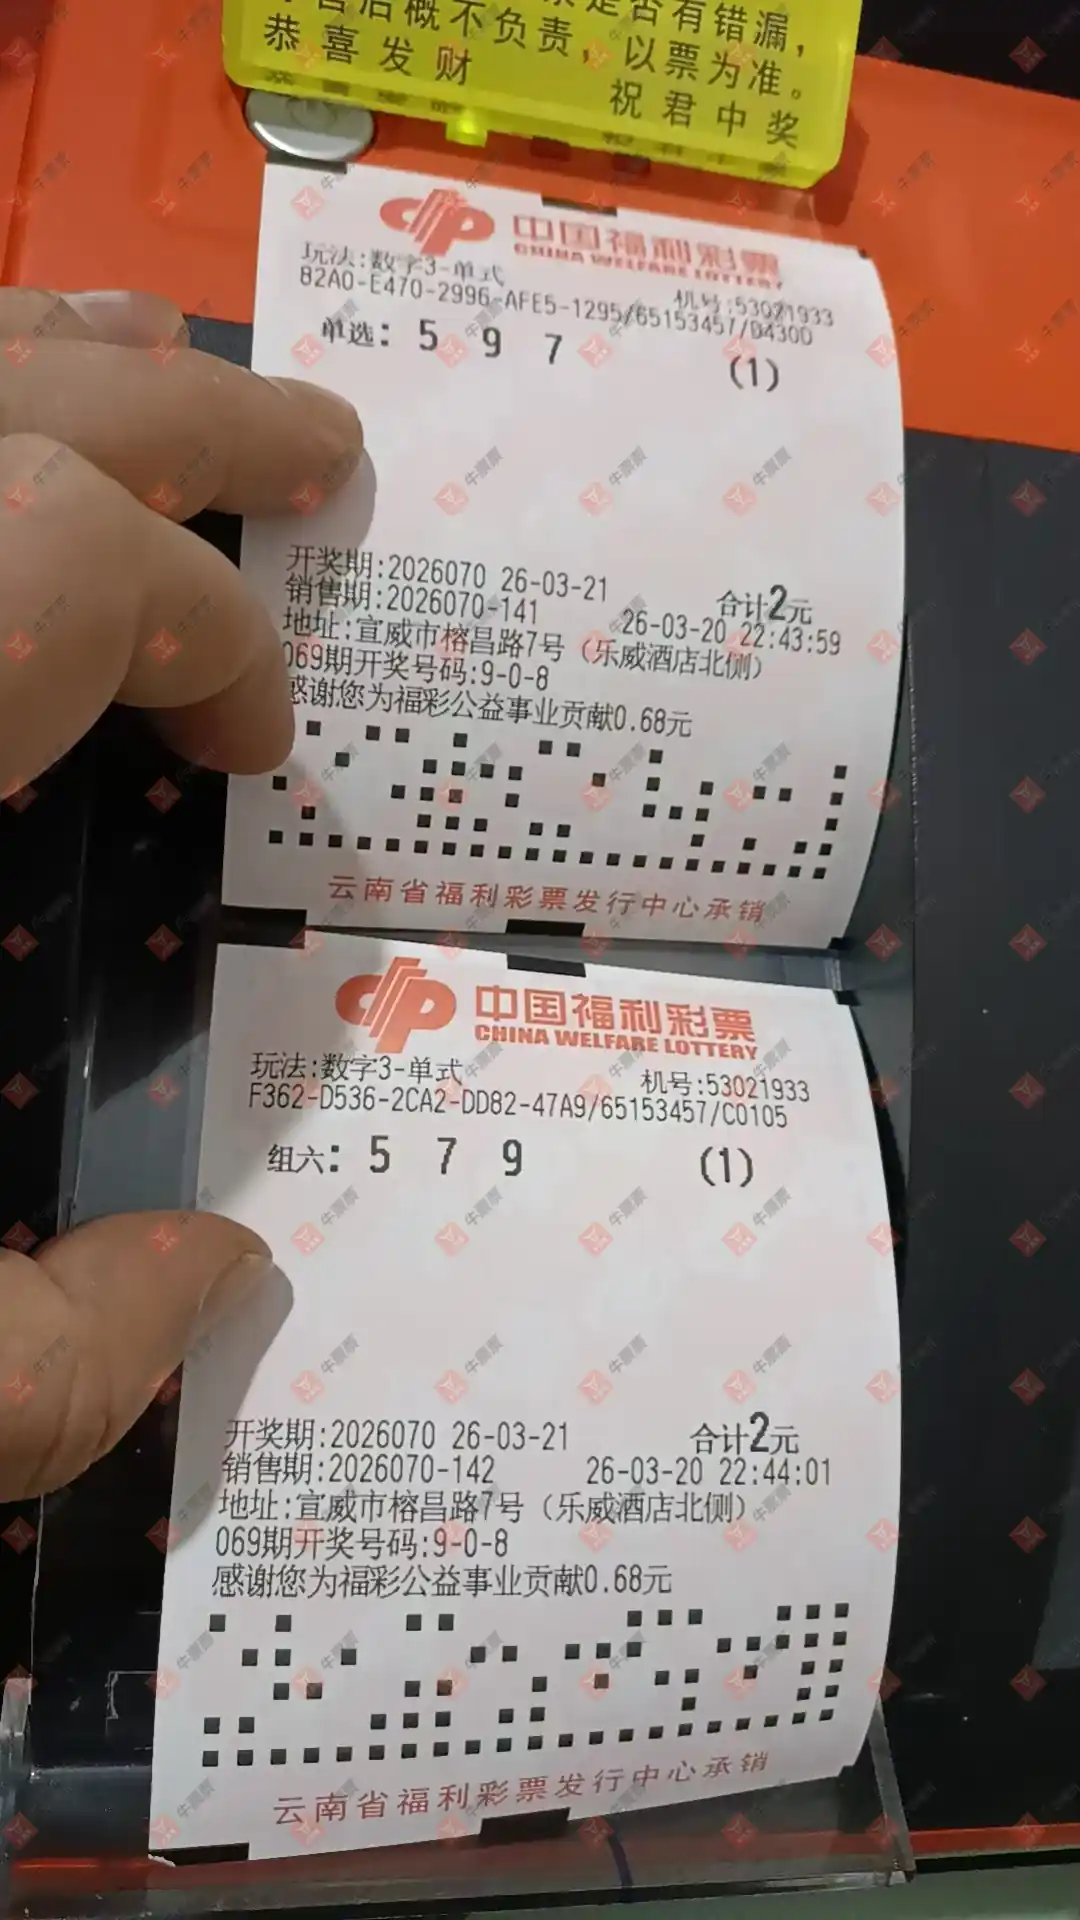 售后概不负责，以票为准。
恭喜发财
祝君中奖
中国福利彩票
CHINA WELFARE LOTTERY
玩法:数字3-单式
机号:53021933
82A0-E470-2996-AFE5-1295/65153457/D430D
单选: 5 9 7 (1)
开奖期:2026070 26-03-21 合计2元
销售期:2026070-141 26-03-20 22:43:59
地址:宣威市榕昌路7号（乐威酒店北侧）
069期开奖号码:9-0-8
感谢您为福彩公益事业贡献0.68元
云南省福利彩票发行中心承销
中国福利彩票
CHINA WELFARE LOTTERY
玩法:数字3-单式 机号:53021933
F362-D536-2CA2-DD82-47A9/65153457/C0105
组六: 5 7 9 (1)
开奖期:2026070 26-03-21 合计2元
销售期:2026070-142 26-03-20 22:44:01
地址:宣威市榕昌路7号（乐威酒店北侧）
069期开奖号码:9-0-8
感谢您为福彩公益事业贡献0.68元
云南省福利彩票发行中心承销
牛票票